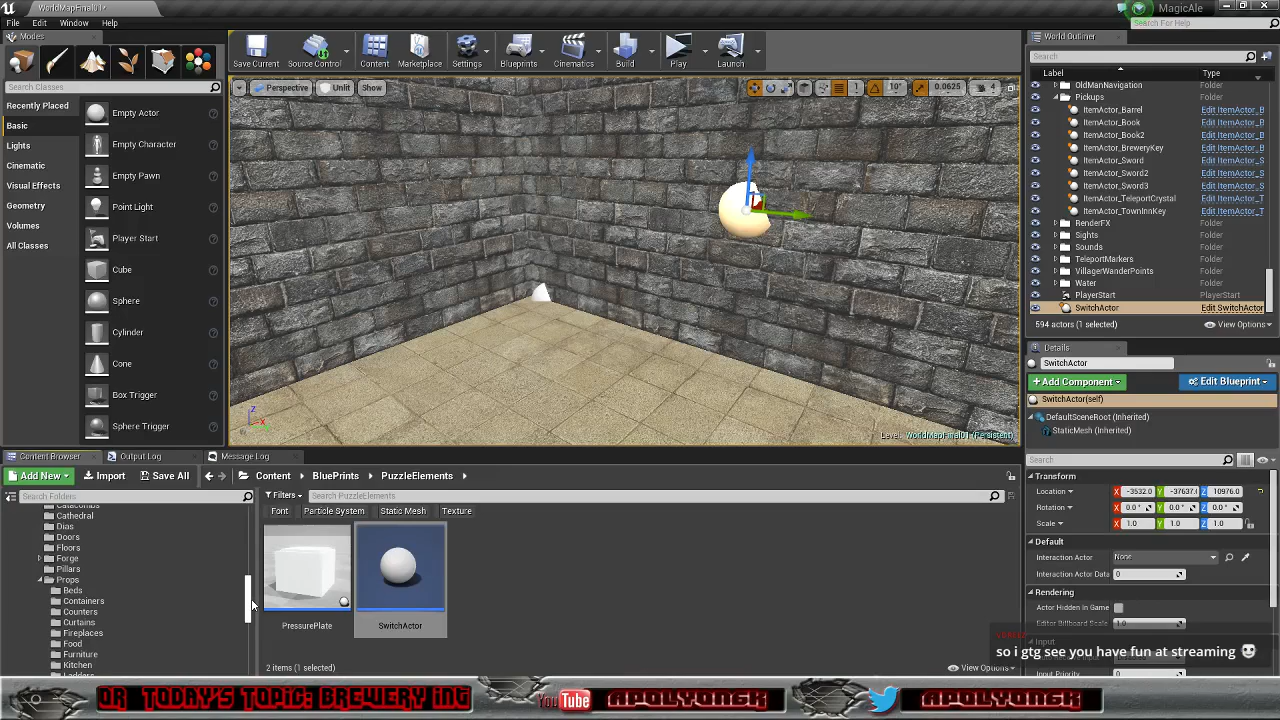 WorldMapFinal01*
MagicAle
File Edit Window Help
Search For Help
Modes
Save Current
Source Control
Content
Marketplace
Settings
Blueprints
Cinematics
Build
Play
Launch
Search Classes
Recently Placed
Basic
Lights
Cinematic
Visual Effects
Geometry
Volumes
All Classes
Empty Actor
Empty Character
Empty Pawn
Point Light
Player Start
Cube
Sphere
Cylinder
Cone
Box Trigger
Sphere Trigger
Perspective Unlit Show
1 10° 0.0625 4
Level: WorldMapFinal01 (Persistent)
World Outliner
Search
Label Type
OldManNavigation Folder
Pickups Folder
ItemActor_Barrel Edit ItemActor_B
ItemActor_Book Edit ItemActor_B
ItemActor_Book2 Edit ItemActor_B
ItemActor_BreweryKey Edit ItemActor_B
ItemActor_Sword Edit ItemActor_S
ItemActor_Sword2 Edit ItemActor_S
ItemActor_Sword3 Edit ItemActor_S
ItemActor_TeleportCrystal Edit ItemActor_T
ItemActor_TownInnKey Edit ItemActor_T
RenderFX Folder
Sights Folder
Sounds Folder
TeleportMarkers Folder
VillagerWanderPoints Folder
Water Folder
PlayerStart PlayerStart
SwitchActor Edit SwitchActor
594 actors (1 selected) View Options
Details
SwitchActor
+ Add Component Edit Blueprint
SwitchActor(self)
DefaultSceneRoot (Inherited)
StaticMesh (Inherited)
Search
Transform
Location X -3532.0 Y -37637.0 Z 10976.0
Rotation X 0.0° Y 0.0° Z 0.0°
Scale X 1.0 Y 1.0 Z 1.0
Default
Interaction Actor None
Interaction Actor Data 0
Rendering
Actor Hidden In Game
Editor Billboard Scale 1.0
Input
Input Priority 0
Content Browser Output Log Message Log
Add New Import Save All Content BluePrints PuzzleElements
Search Folders
Filters Search PuzzleElements
Font Particle System Static Mesh Texture
Catacombs
Cathedral
Dias
Doors
Floors
Forge
Pillars
Props
Beds
Containers
Counters
Curtains
Fireplaces
Food
Furniture
Kitchen
Ladders
PressurePlate
SwitchActor
2 items (1 selected)
View Options
so i gtg see you have fun at streaming
TODAY'S TOPIC: BREWERY INT
YouTube
APOLYONGK
APOLYONGK